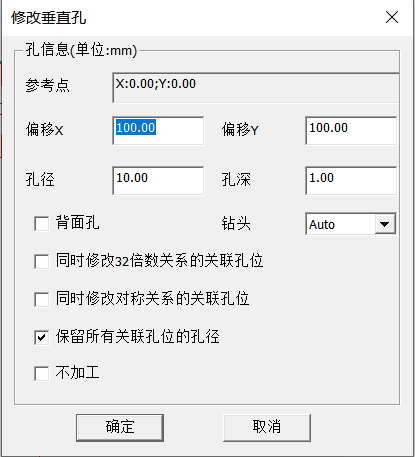 修改垂直孔
孔信息(单位:mm)
参考点 X:0.00;Y:0.00
偏移X 100.00 偏移Y 100.00
孔径 10.00 孔深 1.00
背面孔 钻头 Auto
同时修改32倍数关系的关联孔位
同时修改对称关系的关联孔位
保留所有关联孔位的孔径
不加工
确定 取消